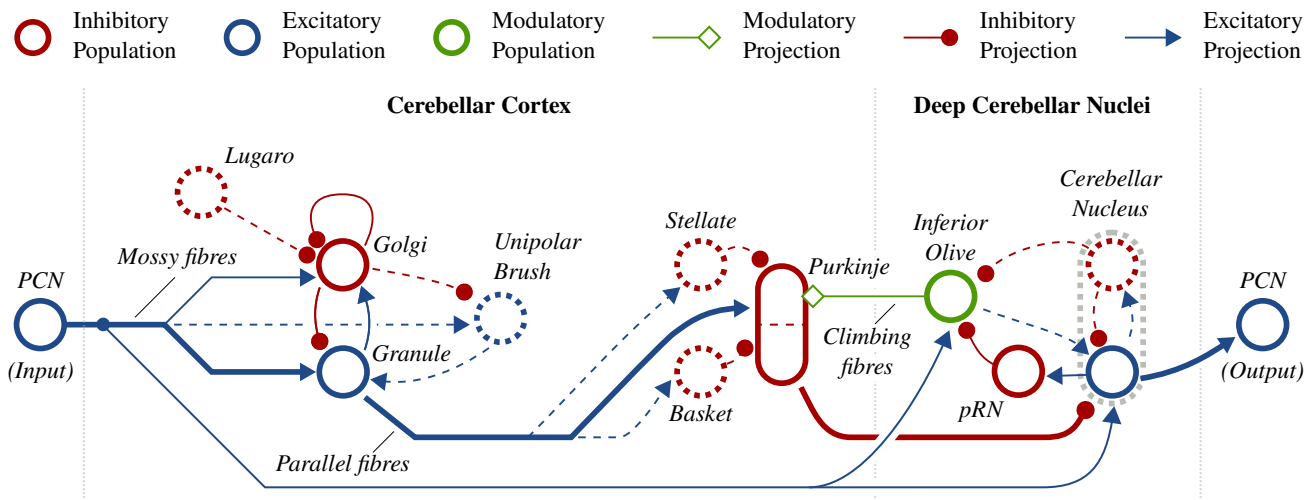 Inhibitory
Population
Excitatory
Population
Modulatory
Population
Modulatory
Projection
Inhibitory
Projection
Excitatory
Projection
Cerebellar Cortex
Deep Cerebellar Nuclei
Lugaro
Golgi
Mossy fibres
Unipolar
Brush
Stellate
Purkinje
Inferior
Olive
Cerebellar
Nucleus
PCN
(Input)
Granule
Climbing
fibres
Basket
pRN
PCN
(Output)
Parallel fibres